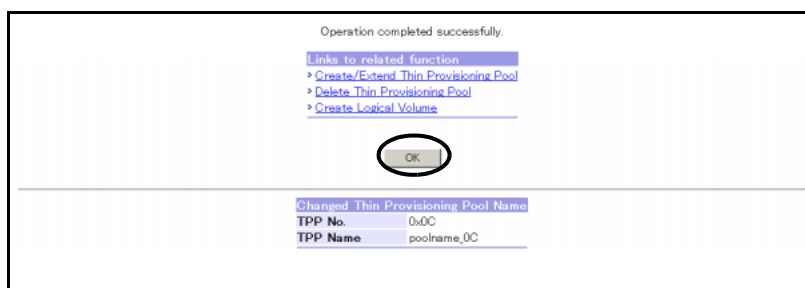 Operation completed successfully.
Links to related function
Create/Extend Thin Provisioning Pool
Delete Thin Provisioning Pool
Create Logical Volume
OK
Changed Thin Provisioning Pool Name
TPP No. 0x0C
TPP Name poolname_0C